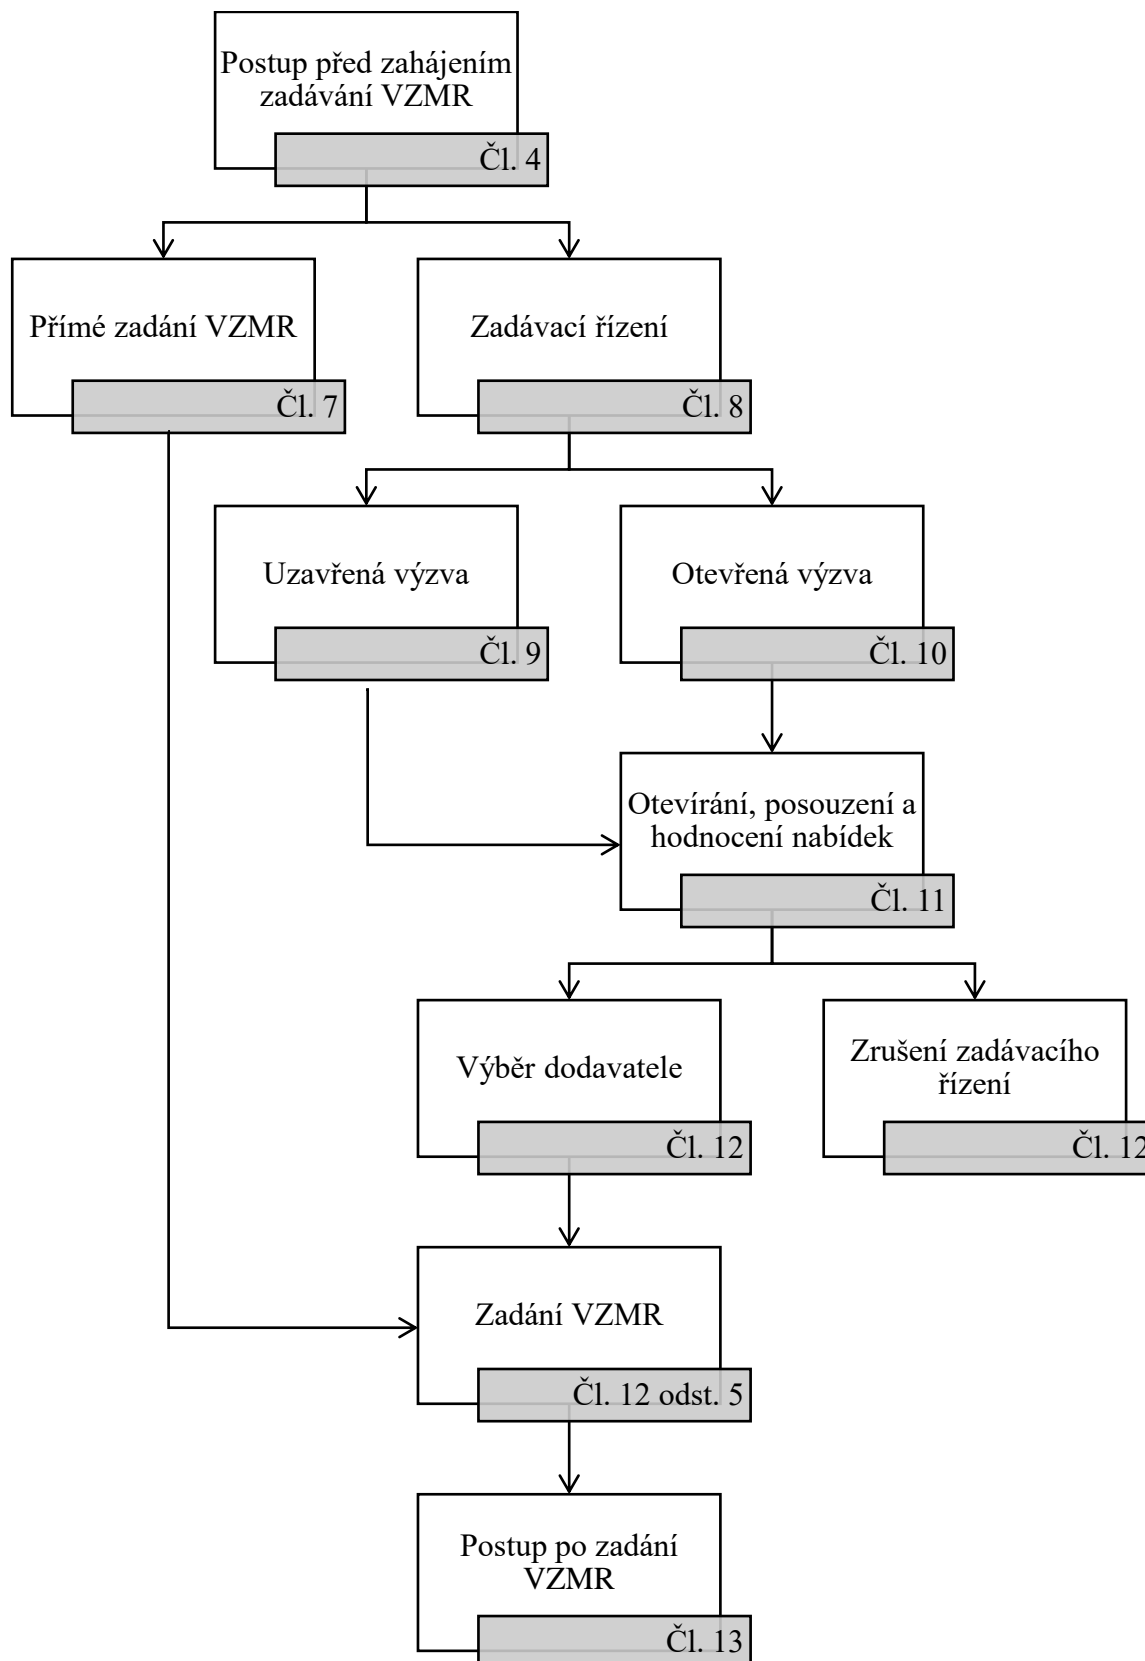 Postup před zahájením
zadávání VZMR
Čl. 4
Přímé zadání VZMR
Čl. 7
Zadávací řízení
Čl. 8
Uzavřená výzva
Čl. 9
Otevřená výzva
Čl. 10
Otevírání, posouzení a
hodnocení nabídek
Čl. 11
Výběr dodavatele
Čl. 12
Zrušení zadávacího
řízení
Čl. 12
Zadání VZMR
Čl. 12 odst. 5
Postup po zadání
VZMR
Čl. 13